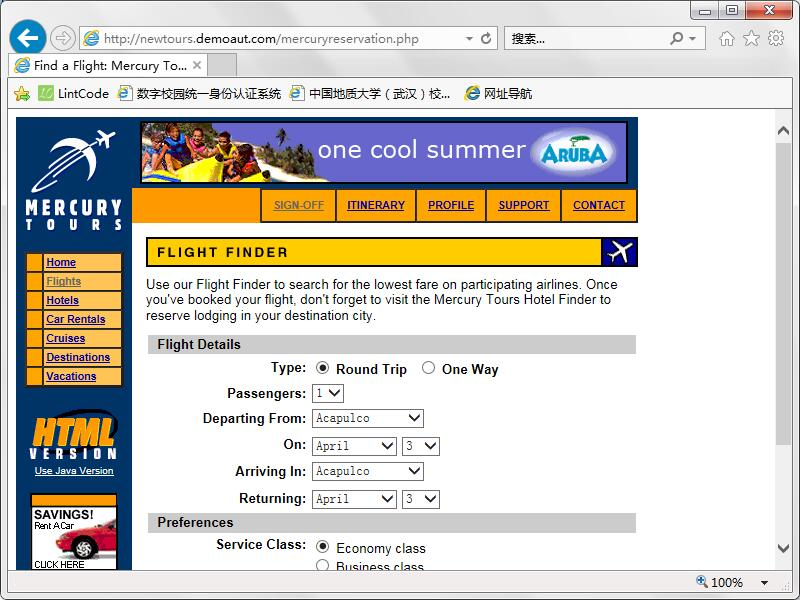 http://newtours.demoaut.com/mercuryreservation.php
搜索...
Find a Flight: Mercury To...
LintCode
数字校园统一身份认证系统
中国地质大学（武汉）校...
网址导航
one cool summer
ARUBA
MERCURY
TOURS
SIGN-OFF
ITINERARY
PROFILE
SUPPORT
CONTACT
Home
Flights
Hotels
Car Rentals
Cruises
Destinations
Vacations
HTML
VERSION
Use Java Version
SAVINGS!
Rent A Car
CLICK HERE
FLIGHT FINDER
Use our Flight Finder to search for the lowest fare on participating airlines. Once
you've booked your flight, don't forget to visit the Mercury Tours Hotel Finder to
reserve lodging in your destination city.
Flight Details
Type: Round Trip One Way
Passengers: 1
Departing From: Acapulco
On: April 3
Arriving In: Acapulco
Returning: April 3
Preferences
Service Class: Economy class
Business class
100%